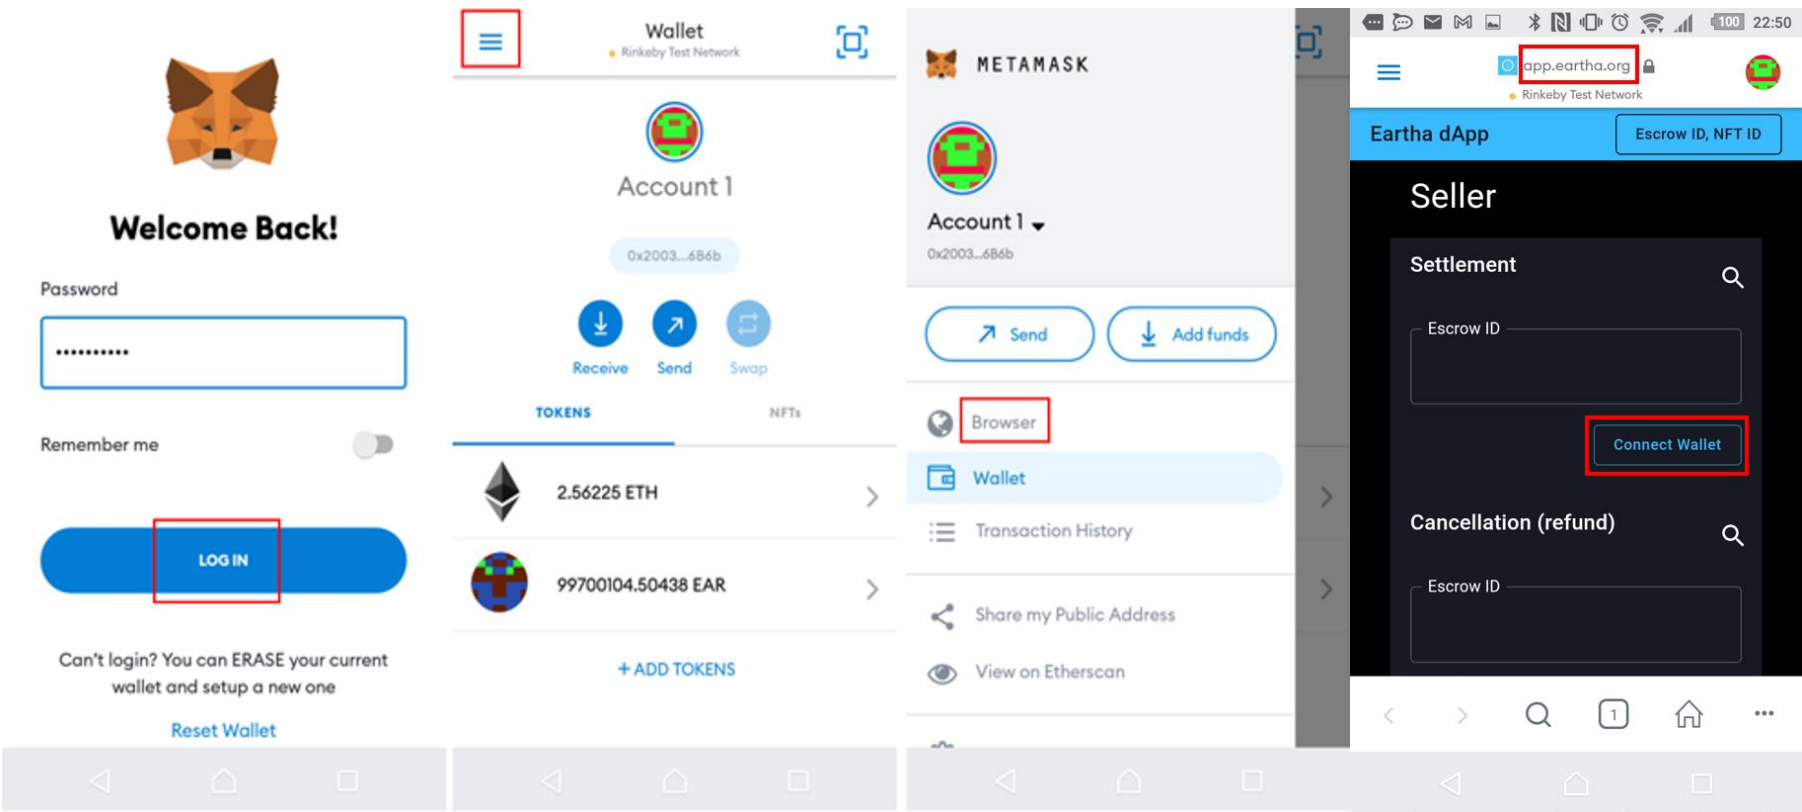 Welcome Back!
Password
••••••••••
Remember me
LOG IN
Can't login? You can ERASE your current
wallet and setup a new one
Reset Wallet
Wallet
Rinkeby Test Network
Account 1
0x2003...6B6b
Receive
Send
Swap
TOKENS
NFTs
2.56225 ETH
99700104.50438 EAR
+ ADD TOKENS
METAMASK
Account 1
0x2003...6B6b
Send
Add funds
Browser
Wallet
Transaction History
Share my Public Address
View on Etherscan
100 22:50
app.eartha.org
Rinkeby Test Network
Eartha dApp
Escrow ID, NFT ID
Seller
Settlement
Escrow ID
Connect Wallet
Cancellation (refund)
Escrow ID
1